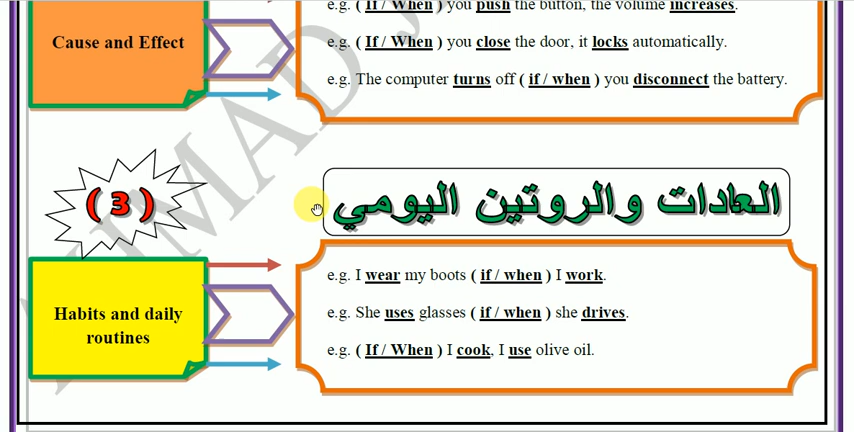 e.g. ( If / When ) you push the button, the volume increases.
Cause and Effect
e.g. ( If / When ) you close the door, it locks automatically.
e.g. The computer turns off ( if / when ) you disconnect the battery.
( 3 )
العادات والروتين اليومي
e.g. I wear my boots ( if / when ) I work.
Habits and daily
routines
e.g. She uses glasses ( if / when ) she drives.
e.g. ( If / When ) I cook, I use olive oil.